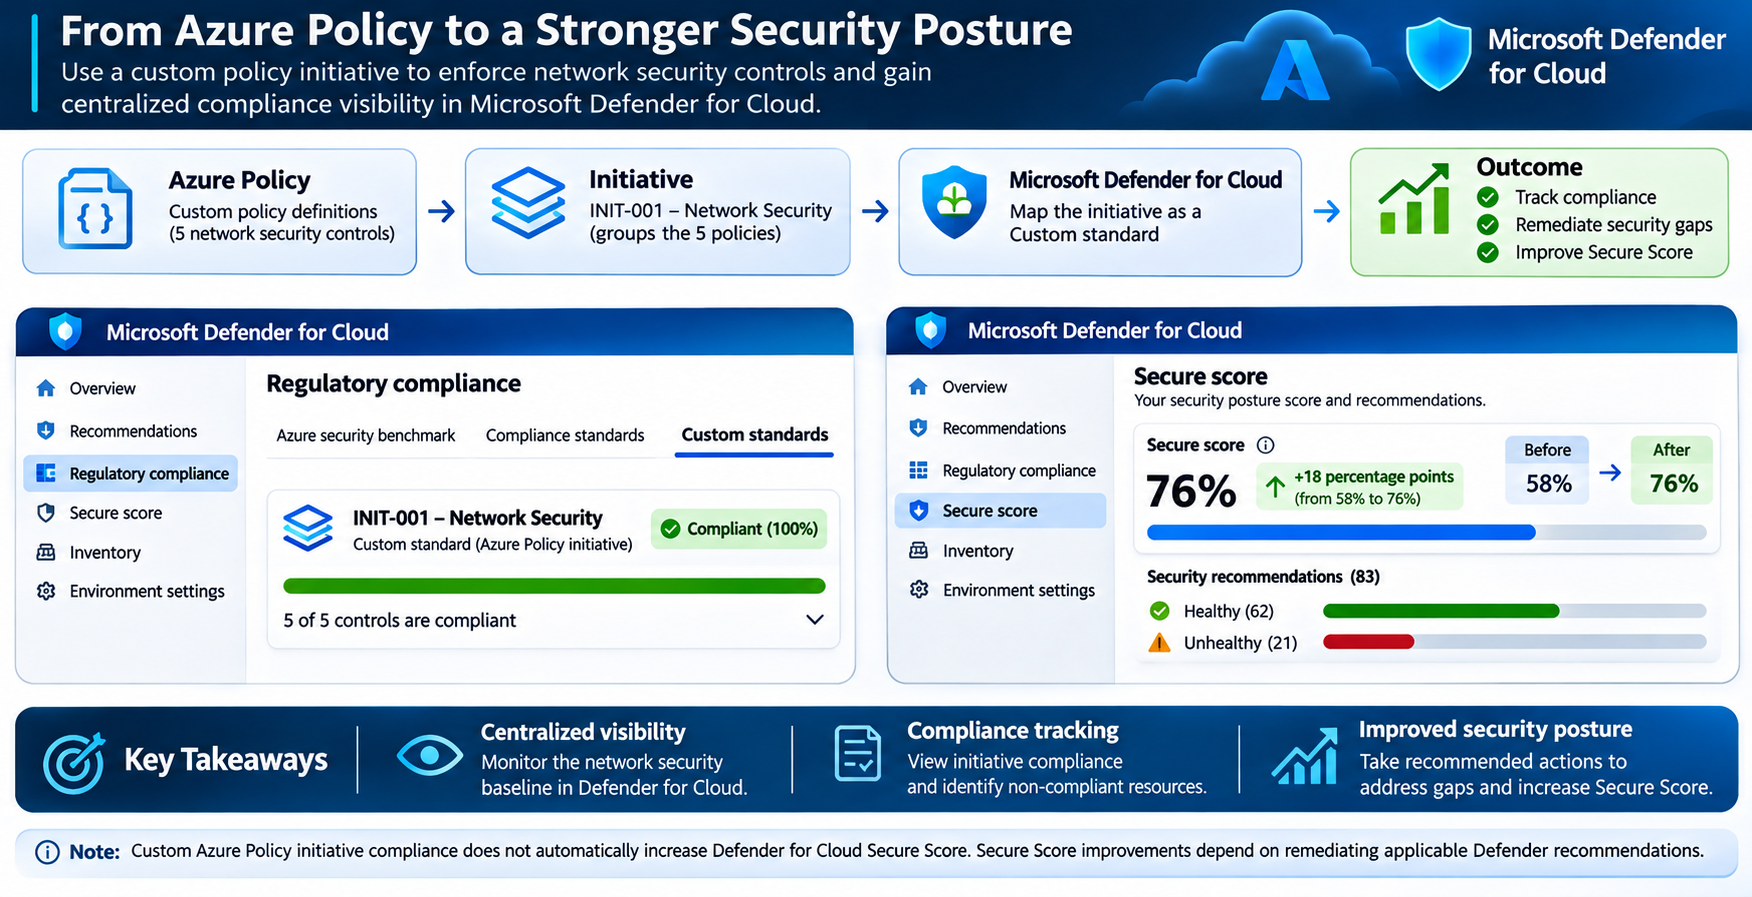 From Azure Policy to a Stronger Security Posture
Use a custom policy initiative to enforce network security controls and gain
centralized compliance visibility in Microsoft Defender for Cloud.
Microsoft Defender
for Cloud
Azure Policy
Custom policy definitions
(5 network security controls)
Initiative
INIT-001 – Network Security
(groups the 5 policies)
Microsoft Defender for Cloud
Map the initiative as a
Custom standard
Outcome
Track compliance
Remediate security gaps
Improve Secure Score
Microsoft Defender for Cloud
Overview
Recommendations
Regulatory compliance
Secure score
Inventory
Environment settings
Regulatory compliance
Azure security benchmark
Compliance standards
Custom standards
INIT-001 – Network Security
Custom standard (Azure Policy initiative)
Compliant (100%)
5 of 5 controls are compliant
Microsoft Defender for Cloud
Overview
Recommendations
Regulatory compliance
Secure score
Inventory
Environment settings
Secure score
Your security posture score and recommendations.
Secure score
76%
+18 percentage points
(from 58% to 76%)
Before
58%
After
76%
Security recommendations (83)
Healthy (62)
Unhealthy (21)
Key Takeaways
Centralized visibility
Monitor the network security
baseline in Defender for Cloud.
Compliance tracking
View initiative compliance
and identify non-compliant resources.
Improved security posture
Take recommended actions to
address gaps and increase Secure Score.
Note: Custom Azure Policy initiative compliance does not automatically increase Defender for Cloud Secure Score. Secure Score improvements depend on remediating applicable Defender recommendations.